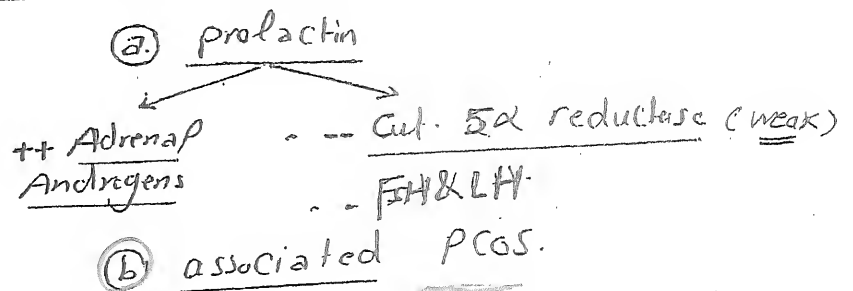 (a.) prolactin
++ Adrenal
Androgens
. -- Cut. 5α reductase (weak)
. -- FSH & LH.
(b) associated PCOS.